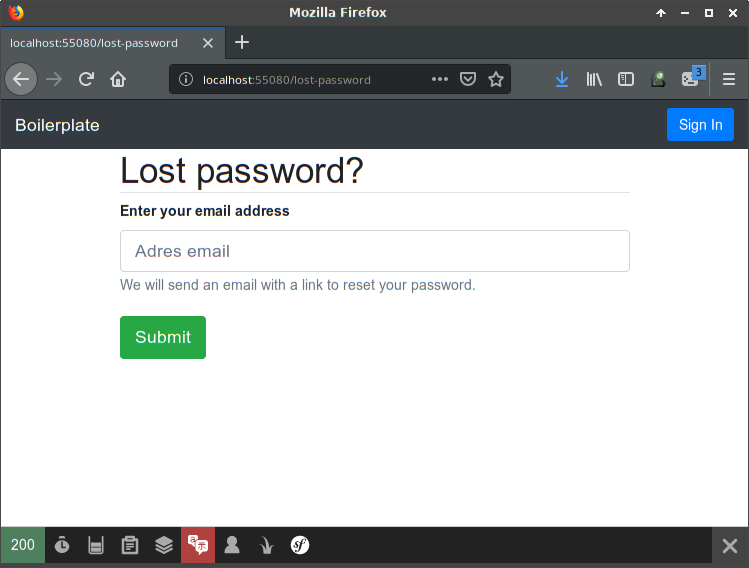 Mozilla Firefox
localhost:55080/lost-password
localhost:55080/lost-password
3
Boilerplate
Sign In
Lost password?
Enter your email address
Adres email
We will send an email with a link to reset your password.
Submit
200